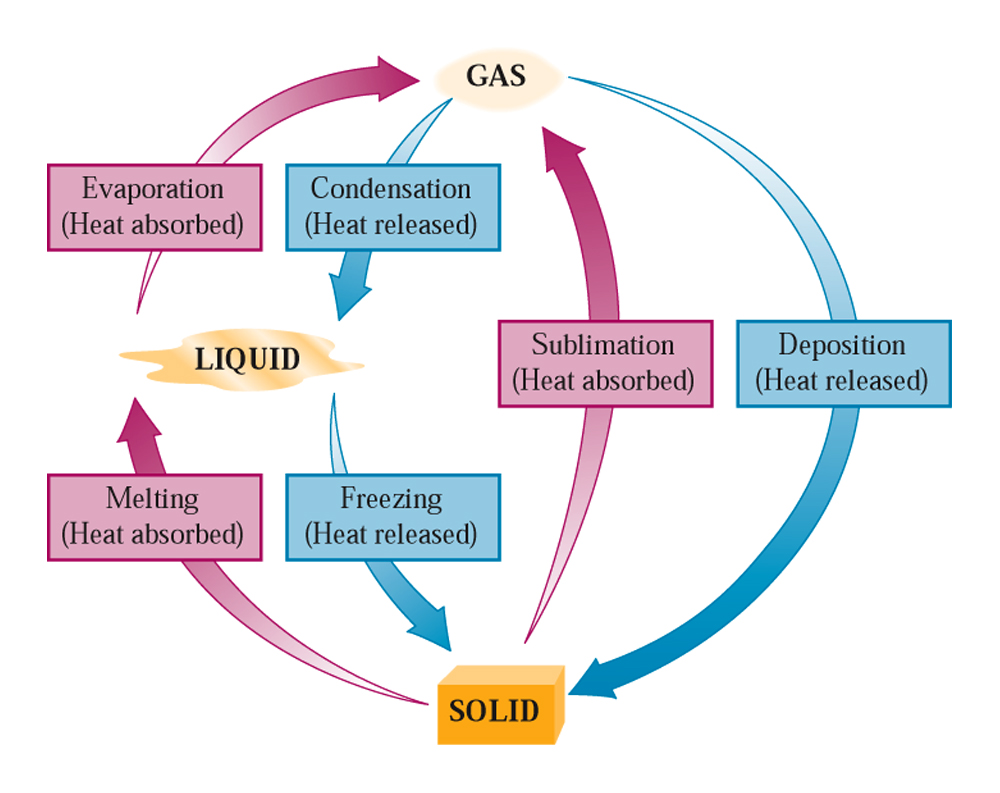 GAS
Evaporation
(Heat absorbed)
Condensation
(Heat released)
LIQUID
Sublimation
(Heat absorbed)
Deposition
(Heat released)
Melting
(Heat absorbed)
Freezing
(Heat released)
SOLID